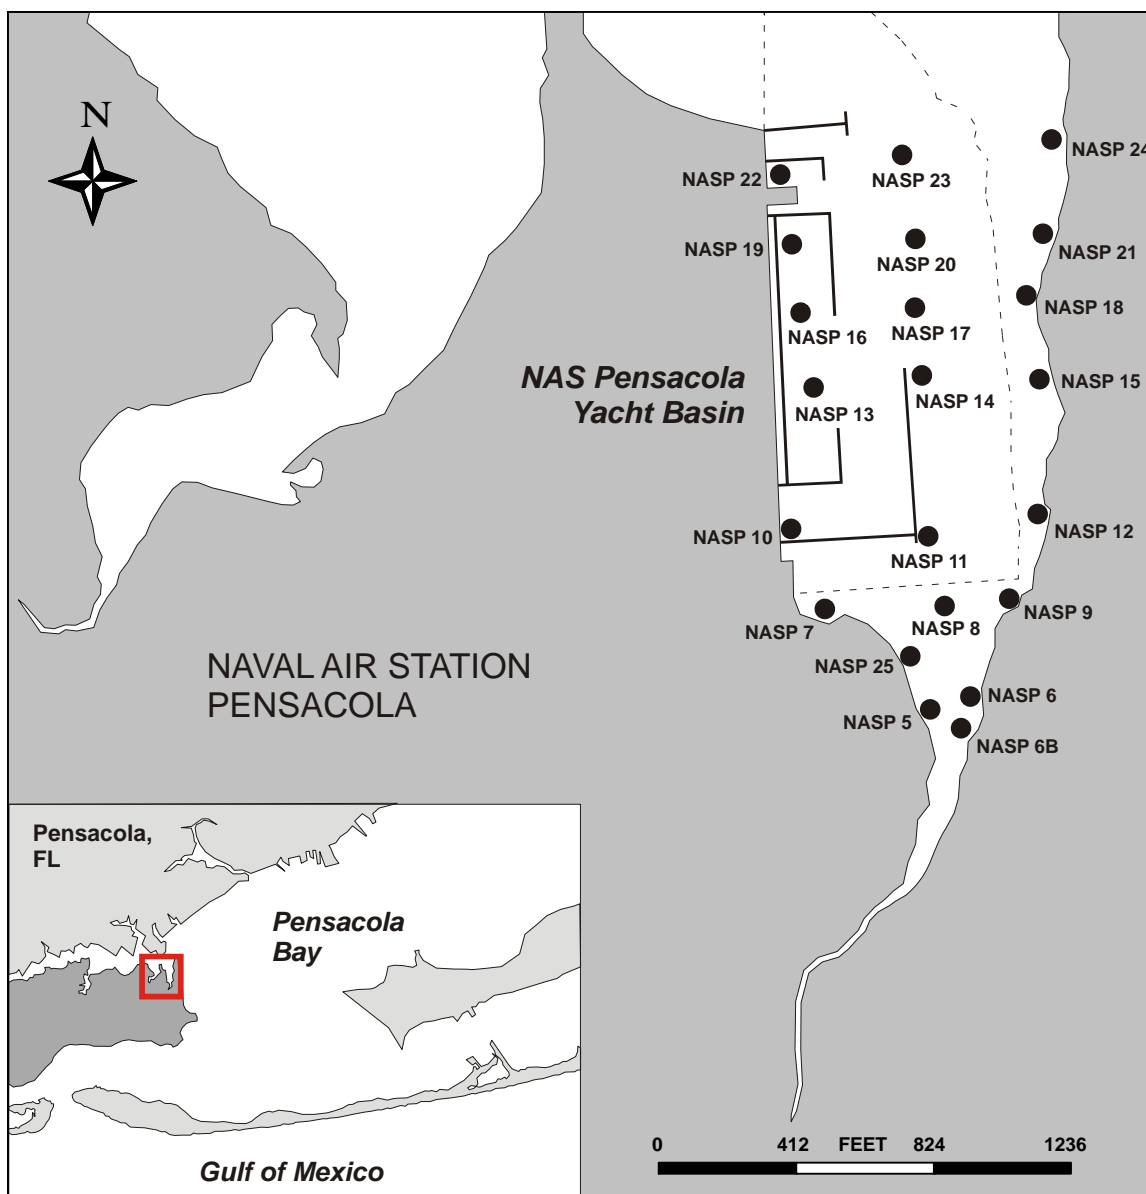 N
NASP 24
NASP 23
NASP 22
NASP 21
NASP 20
NASP 19
NASP 18
NASP 17
NASP 16
NAS Pensacola
Yacht Basin
NASP 15
NASP 14
NASP 13
NASP 12
NASP 10
NASP 11
NASP 9
NASP 8
NASP 7
NASP 25
NAVAL AIR STATION
PENSACOLA
NASP 6
NASP 5
NASP 6B
Pensacola,
FL
Pensacola
Bay
Gulf of Mexico
0 412 FEET 824 1236